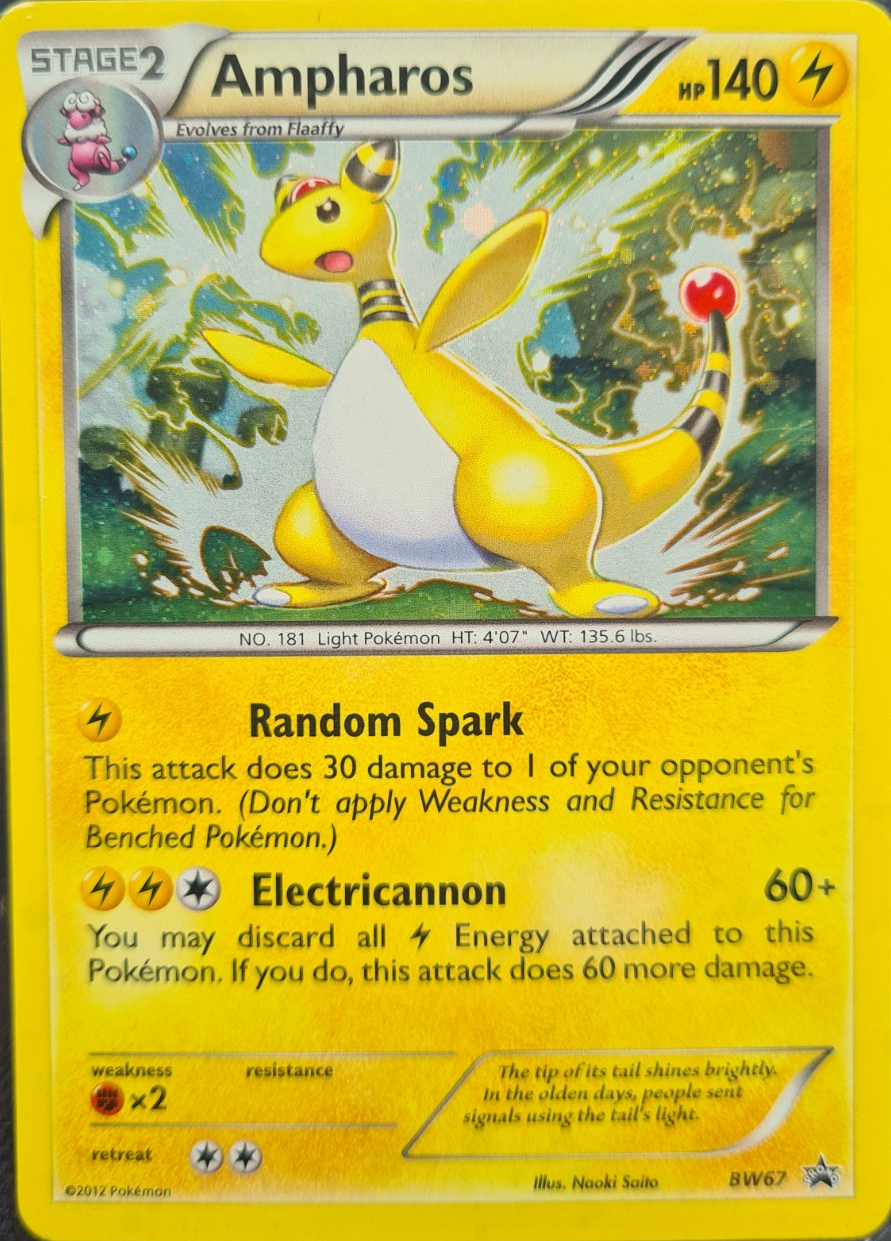 STAGE2
Ampharos
HP140
Evolves from Flaaffy
NO. 181 Light Pokémon HT: 4'07" WT: 135.6 lbs.
Random Spark
This attack does 30 damage to 1 of your opponent's
Pokémon. (Don't apply Weakness and Resistance for
Benched Pokémon.)
Electricannon 60+
You may discard all Energy attached to this
Pokémon. If you do, this attack does 60 more damage.
weakness resistance
×2
The tip of its tail shines brightly.
In the olden days, people sent
signals using the tail's light.
retreat
©2012 Pokémon
Illus. Naoki Saito
BW67